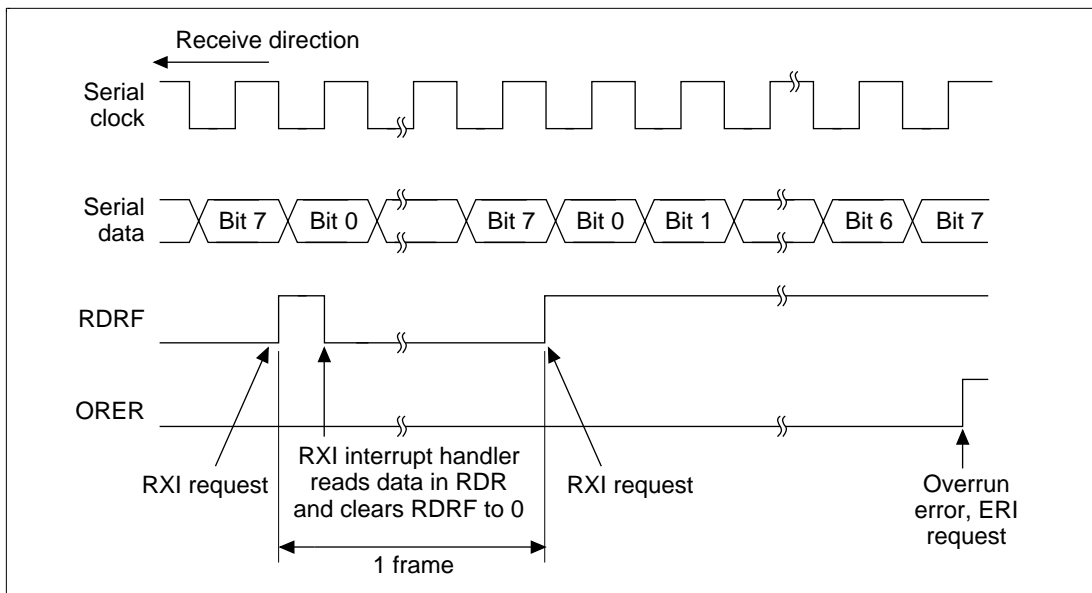 Receive direction
Serial
clock
Serial
data
Bit 7
Bit 0
Bit 7
Bit 0
Bit 1
Bit 6
Bit 7
RDRF
ORER
RXI request
RXI interrupt handler
reads data in RDR
and clears RDRF to 0
RXI request
Overrun
error, ERI
request
1 frame